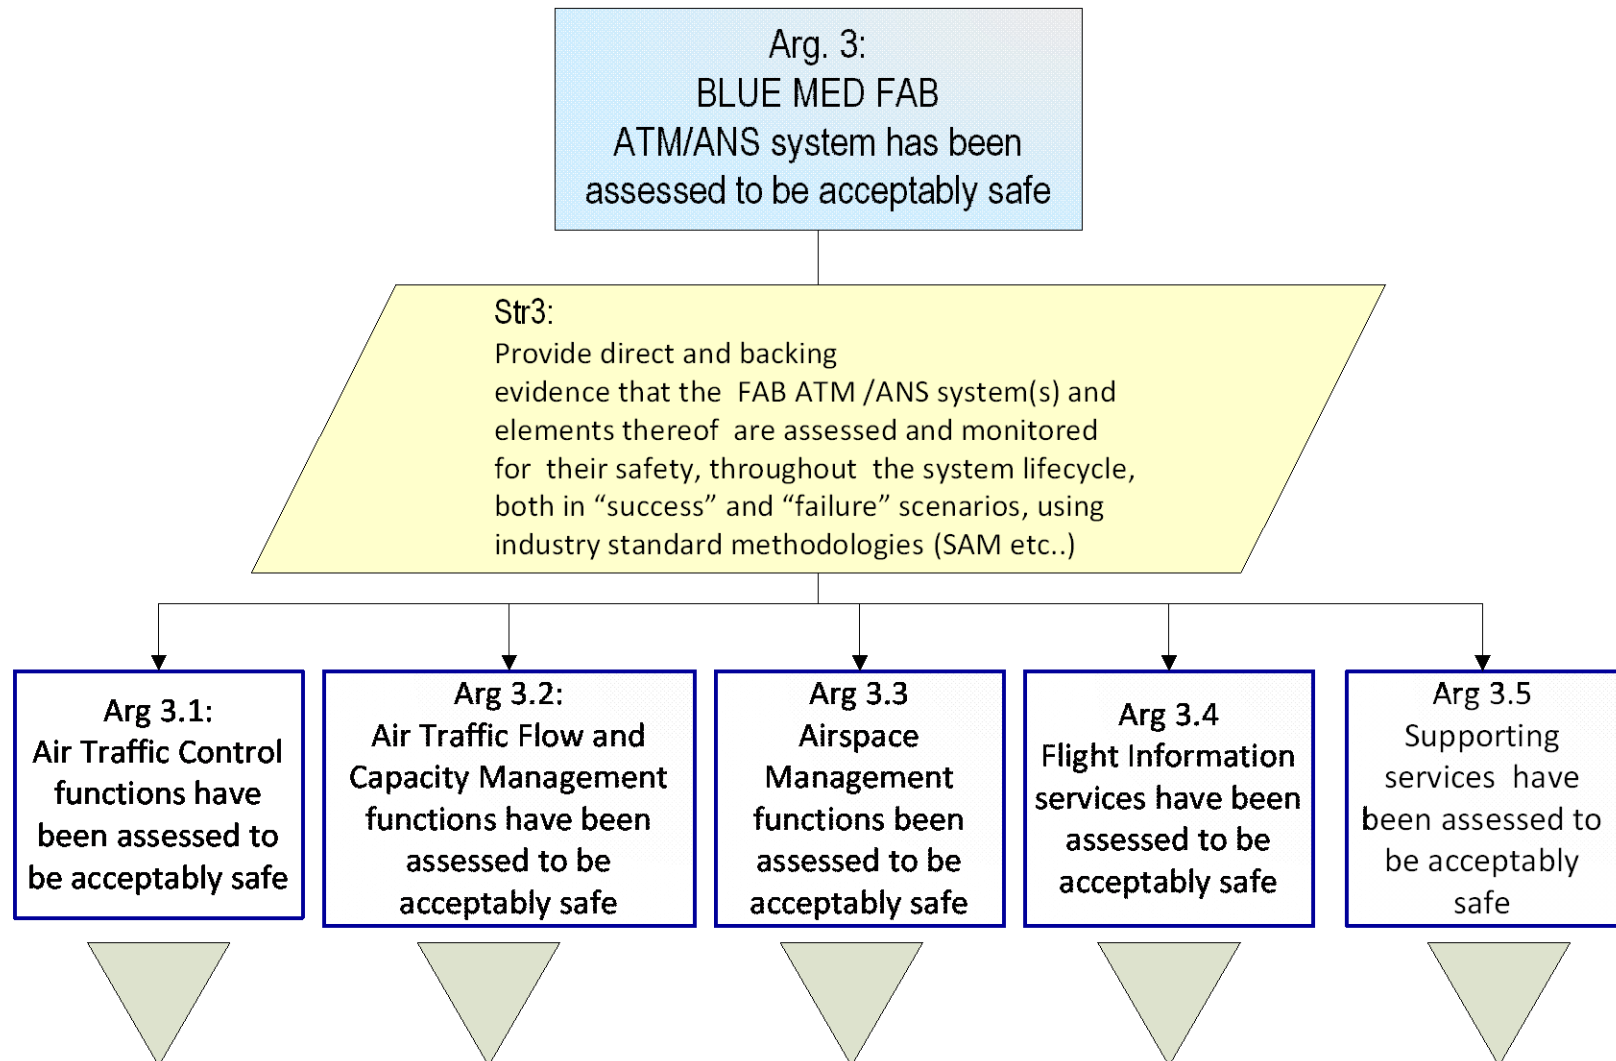 Arg. 3:
BLUE MED FAB
ATM/ANS system has been
assessed to be acceptably safe
Str3:
Provide direct and backing
evidence that the FAB ATM /ANS system(s) and
elements thereof are assessed and monitored
for their safety, throughout the system lifecycle,
both in “success” and “failure” scenarios, using
industry standard methodologies (SAM etc..)
Arg 3.1:
Air Traffic Control
functions have
been assessed to
be acceptably safe
Arg 3.2:
Air Traffic Flow and
Capacity Management
functions have been
assessed to be
acceptably safe
Arg 3.3
Airspace
Management
functions been
assessed to be
acceptably safe
Arg 3.4
Flight Information
services have been
assessed to be
acceptably safe
Arg 3.5
Supporting
services have
been assessed to
be acceptably
safe